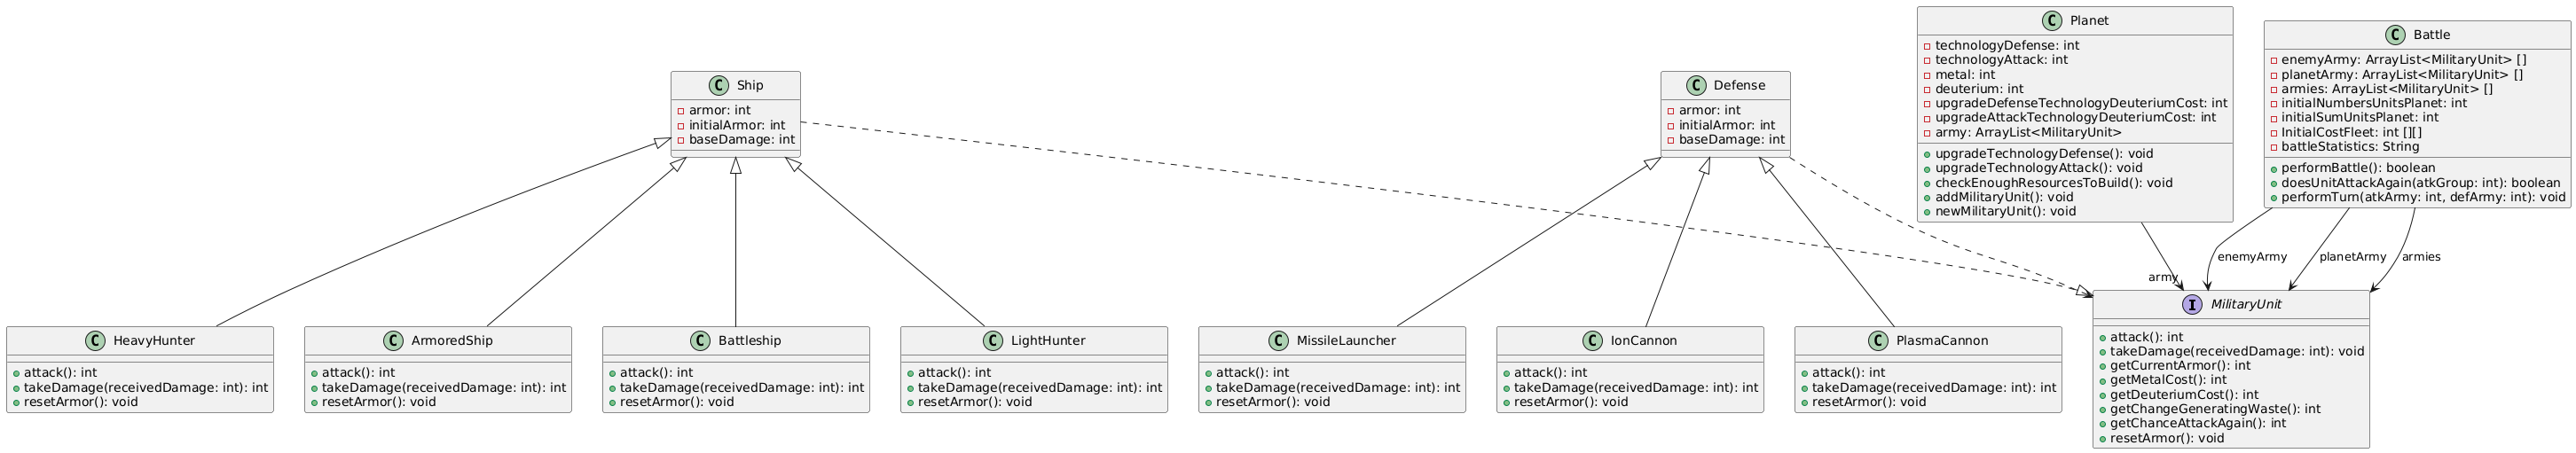 C Planet
technologyDefense: int
technologyAttack: int
metal: int
deuterium: int
upgradeDefenseTechnologyDeuteriumCost: int
upgradeAttackTechnologyDeuteriumCost: int
army: ArrayList<MilitaryUnit>
upgradeTechnologyDefense(): void
upgradeTechnologyAttack(): void
checkEnoughResourcesToBuild(): void
addMilitaryUnit(): void
newMilitaryUnit(): void
C Battle
enemyArmy: ArrayList<MilitaryUnit> []
planetArmy: ArrayList<MilitaryUnit> []
armies: ArrayList<MilitaryUnit> []
initialNumbersUnitsPlanet: int
initialSumUnitsPlanet: int
InitialCostFleet: int [][]
battleStatistics: String
performBattle(): boolean
doesUnitAttackAgain(atkGroup: int): boolean
performTurn(atkArmy: int, defArmy: int): void
C Ship
armor: int
initialArmor: int
baseDamage: int
C Defense
armor: int
initialArmor: int
baseDamage: int
enemyArmy
planetArmy
armies
army
C HeavyHunter
attack(): int
takeDamage(receivedDamage: int): int
resetArmor(): void
C ArmoredShip
attack(): int
takeDamage(receivedDamage: int): int
resetArmor(): void
C Battleship
attack(): int
takeDamage(receivedDamage: int): int
resetArmor(): void
C LightHunter
attack(): int
takeDamage(receivedDamage: int): int
resetArmor(): void
C MissileLauncher
attack(): int
takeDamage(receivedDamage: int): int
resetArmor(): void
C IonCannon
attack(): int
takeDamage(receivedDamage: int): int
resetArmor(): void
C PlasmaCannon
attack(): int
takeDamage(receivedDamage: int): int
resetArmor(): void
I MilitaryUnit
attack(): int
takeDamage(receivedDamage: int): void
getCurrentArmor(): int
getMetalCost(): int
getDeuteriumCost(): int
getChangeGeneratingWaste(): int
getChanceAttackAgain(): int
resetArmor(): void